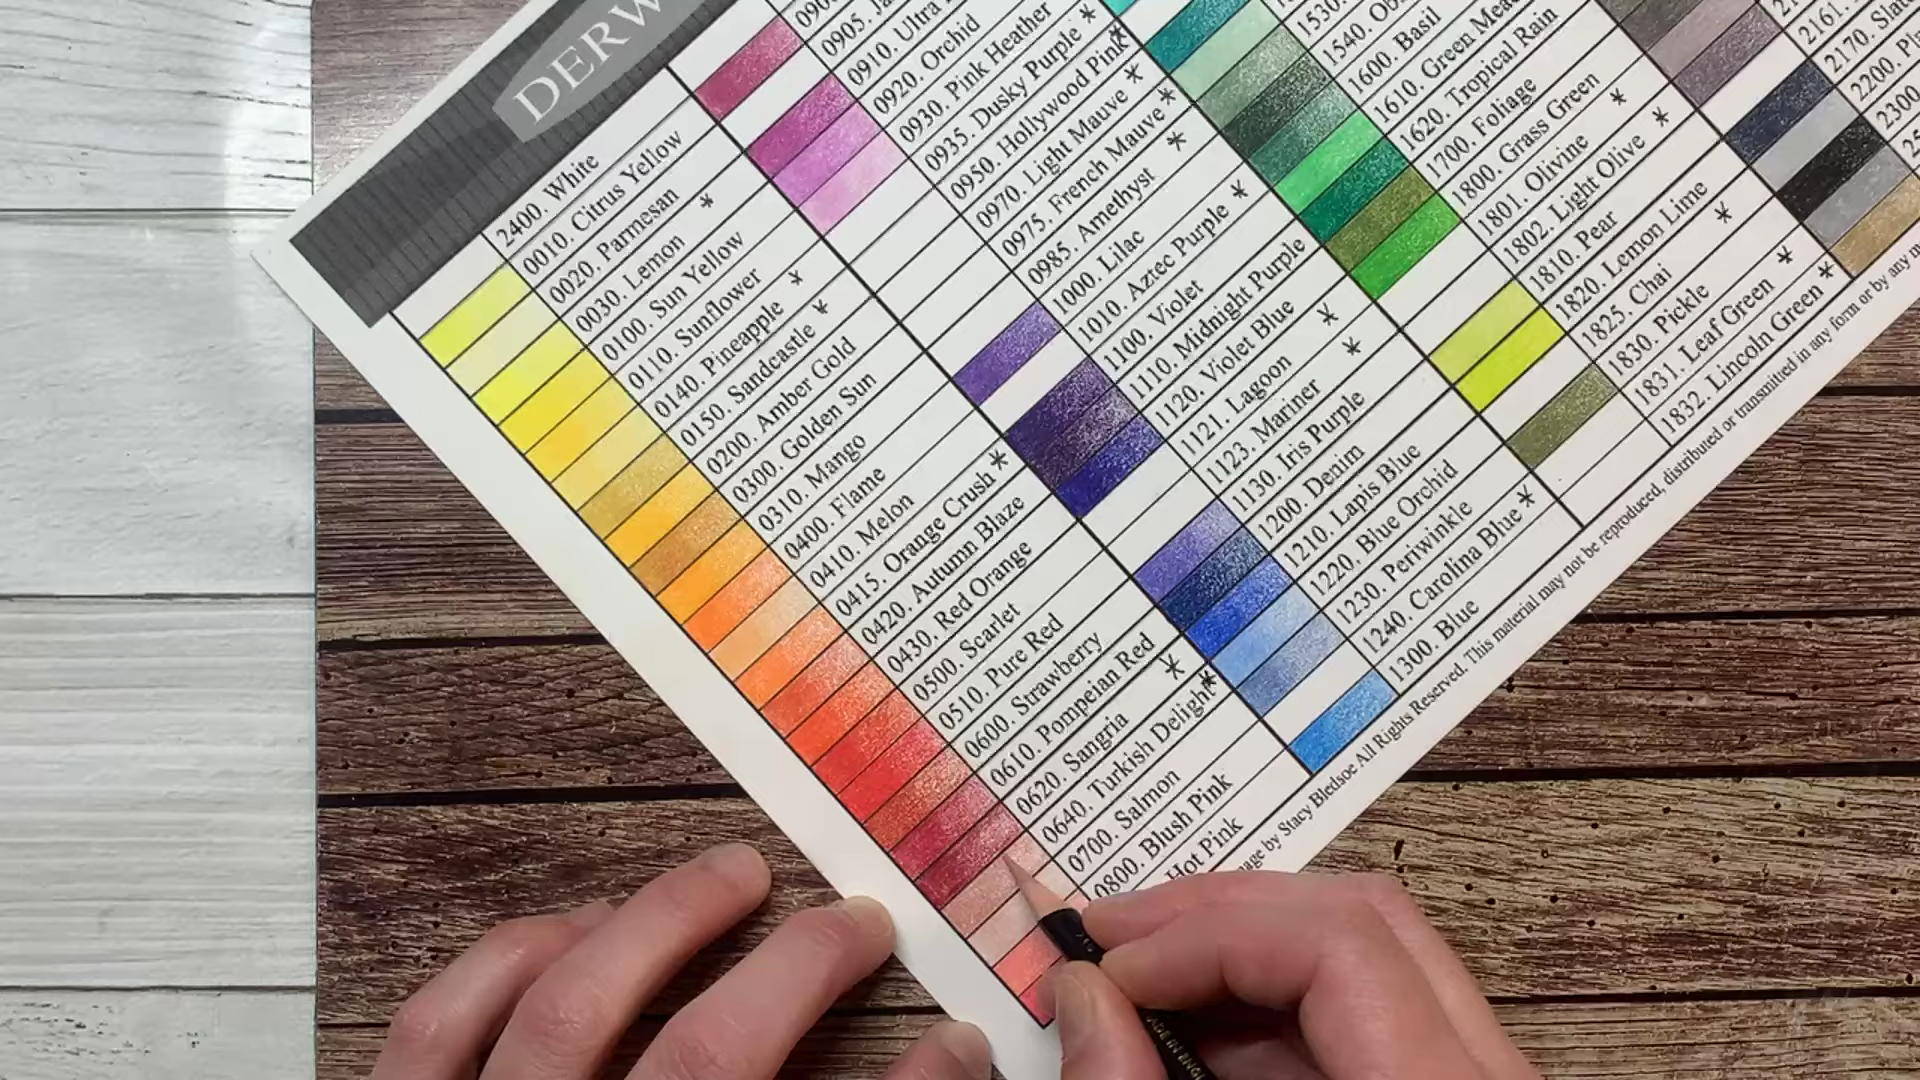 DERW
2400. White
0010. Citrus Yellow
0020. Parmesan *
0030. Lemon
0100. Sun Yellow
0110. Sunflower *
0140. Pineapple *
0150. Sandcastle
0200. Amber Gold
0300. Golden Sun
0310. Mango
0400. Flame
0410. Melon
0415. Orange Crush *
0420. Autumn Blaze
0430. Red Orange
0500. Scarlet
0510. Pure Red
0600. Strawberry
0610. Pompeian Red
0620. Sangria
0640. Turkish Delight *
0700. Salmon
0800. Blush Pink
Hot Pink
0905.
0910. Ultra
0920. Orchid
0930. Pink Heather
0935. Dusky Purple *
0950. Hollywood Pink *
0970. Light Mauve *
0975. French Mauve *
0985. Amethyst *
1000. Lilac
1010. Aztec Purple *
1100. Violet
1110. Midnight Purple
1120. Violet Blue
1121. Lagoon *
1123. Mariner *
1130. Iris Purple
1200. Denim
1210. Lapis Blue
1220. Blue Orchid
1230. Periwinkle
1240. Carolina Blue *
1300. Blue
1530.
1540.
1600. Basil
1610. Green
1620. Tropical Rain
1700. Foliage
1800. Grass Green
1801. Olivine *
1802. Light Olive *
1810. Pear
1820. Lemon Lime
1825. Chai *
1830. Pickle
1831. Leaf Green *
1832. Lincoln Green *
2161.
2170.
2200.
2300.
age by Stacy Bledsoe All Rights Reserved. This material may not be reproduced, distributed or transmitted in any form or by any
MADE IN ENGL